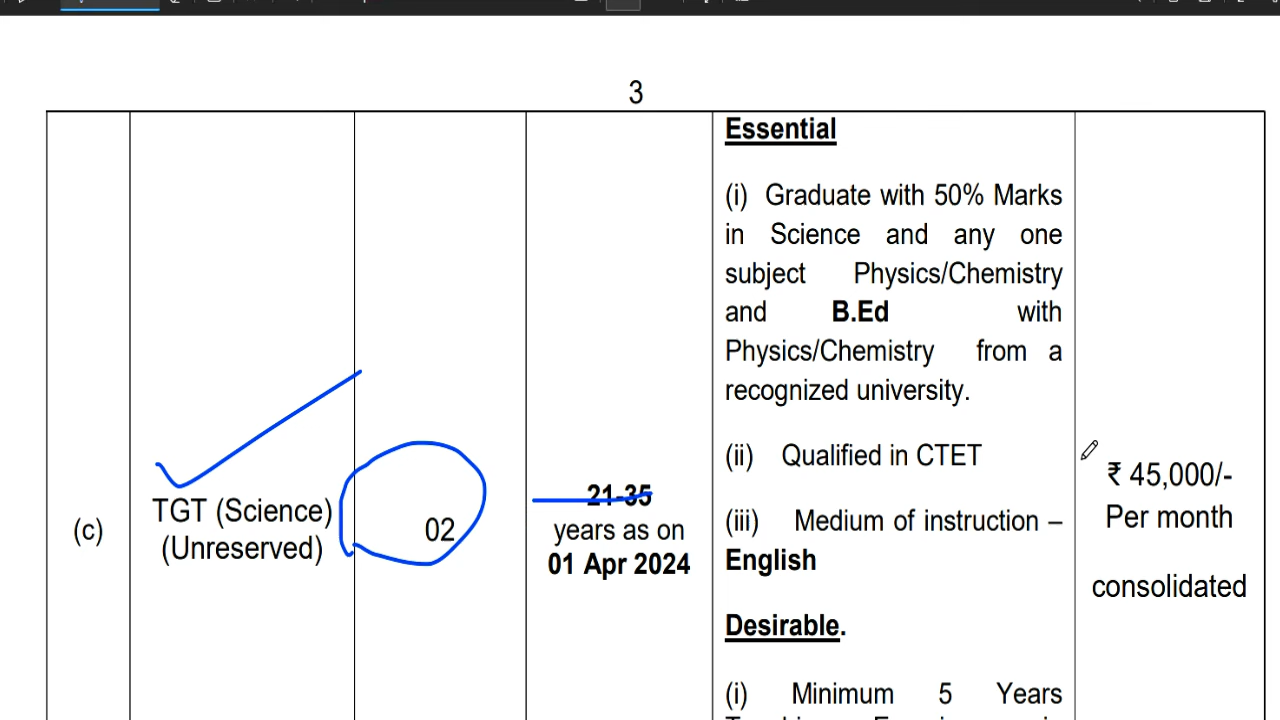 3
(c)
TGT (Science)
(Unreserved)
02
21-35
years as on
01 Apr 2024
Essential
(i) Graduate with 50% Marks
in Science and any one
subject Physics/Chemistry
and B.Ed with
Physics/Chemistry from a
recognized university.
(ii) Qualified in CTET
(iii) Medium of instruction –
English
Desirable.
(i) Minimum 5 Years
₹ 45,000/-
Per month
consolidated